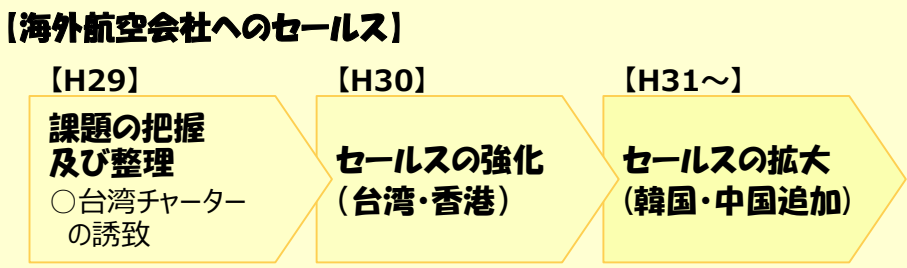 【海外航空会社へのセールス】
【H29】
課題の把握
及び整理
○台湾チャーター
の誘致
【H30】
セールスの強化
（台湾・香港）
【H31～】
セールスの拡大
(韓国・中国追加)